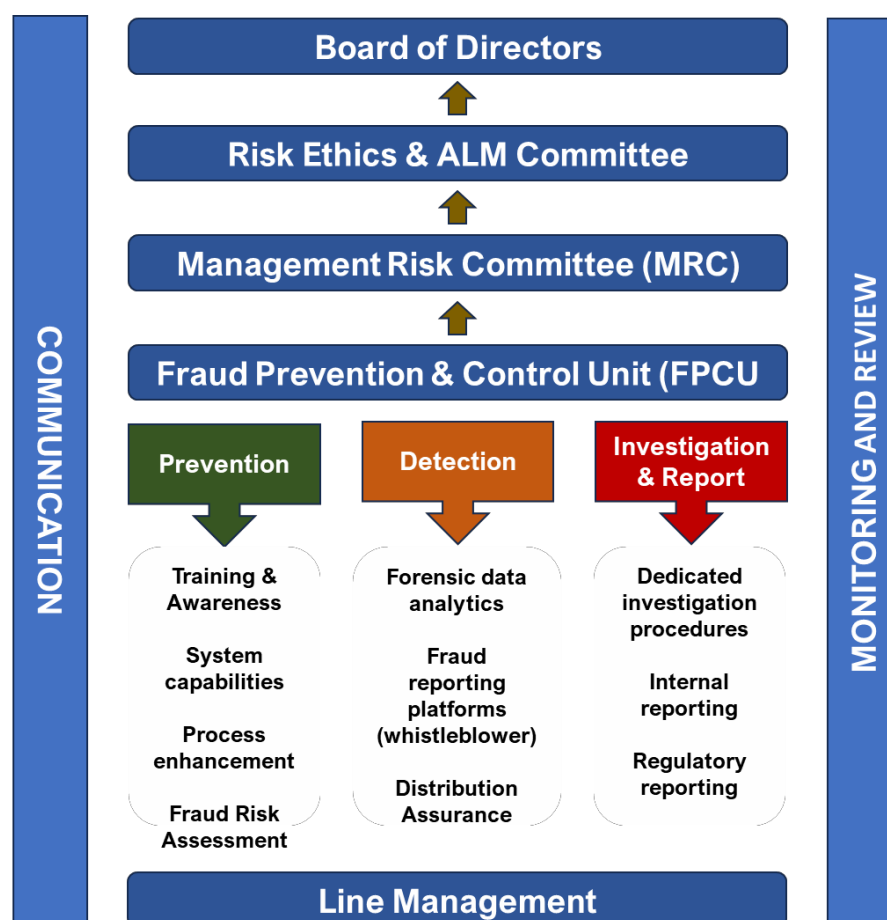 COMMUNICATION
Board of Directors
Risk Ethics & ALM Committee
Management Risk Committee (MRC)
Fraud Prevention & Control Unit (FPCU
Prevention
Training &
Awareness
System
capabilities
Process
enhancement
Fraud Risk
Assessment
Detection
Forensic data
analytics
Fraud
reporting
platforms
(whistleblower)
Distribution
Assurance
Investigation
& Report
Dedicated
investigation
procedures
Internal
reporting
Regulatory
reporting
Line Management
MONITORING AND REVIEW